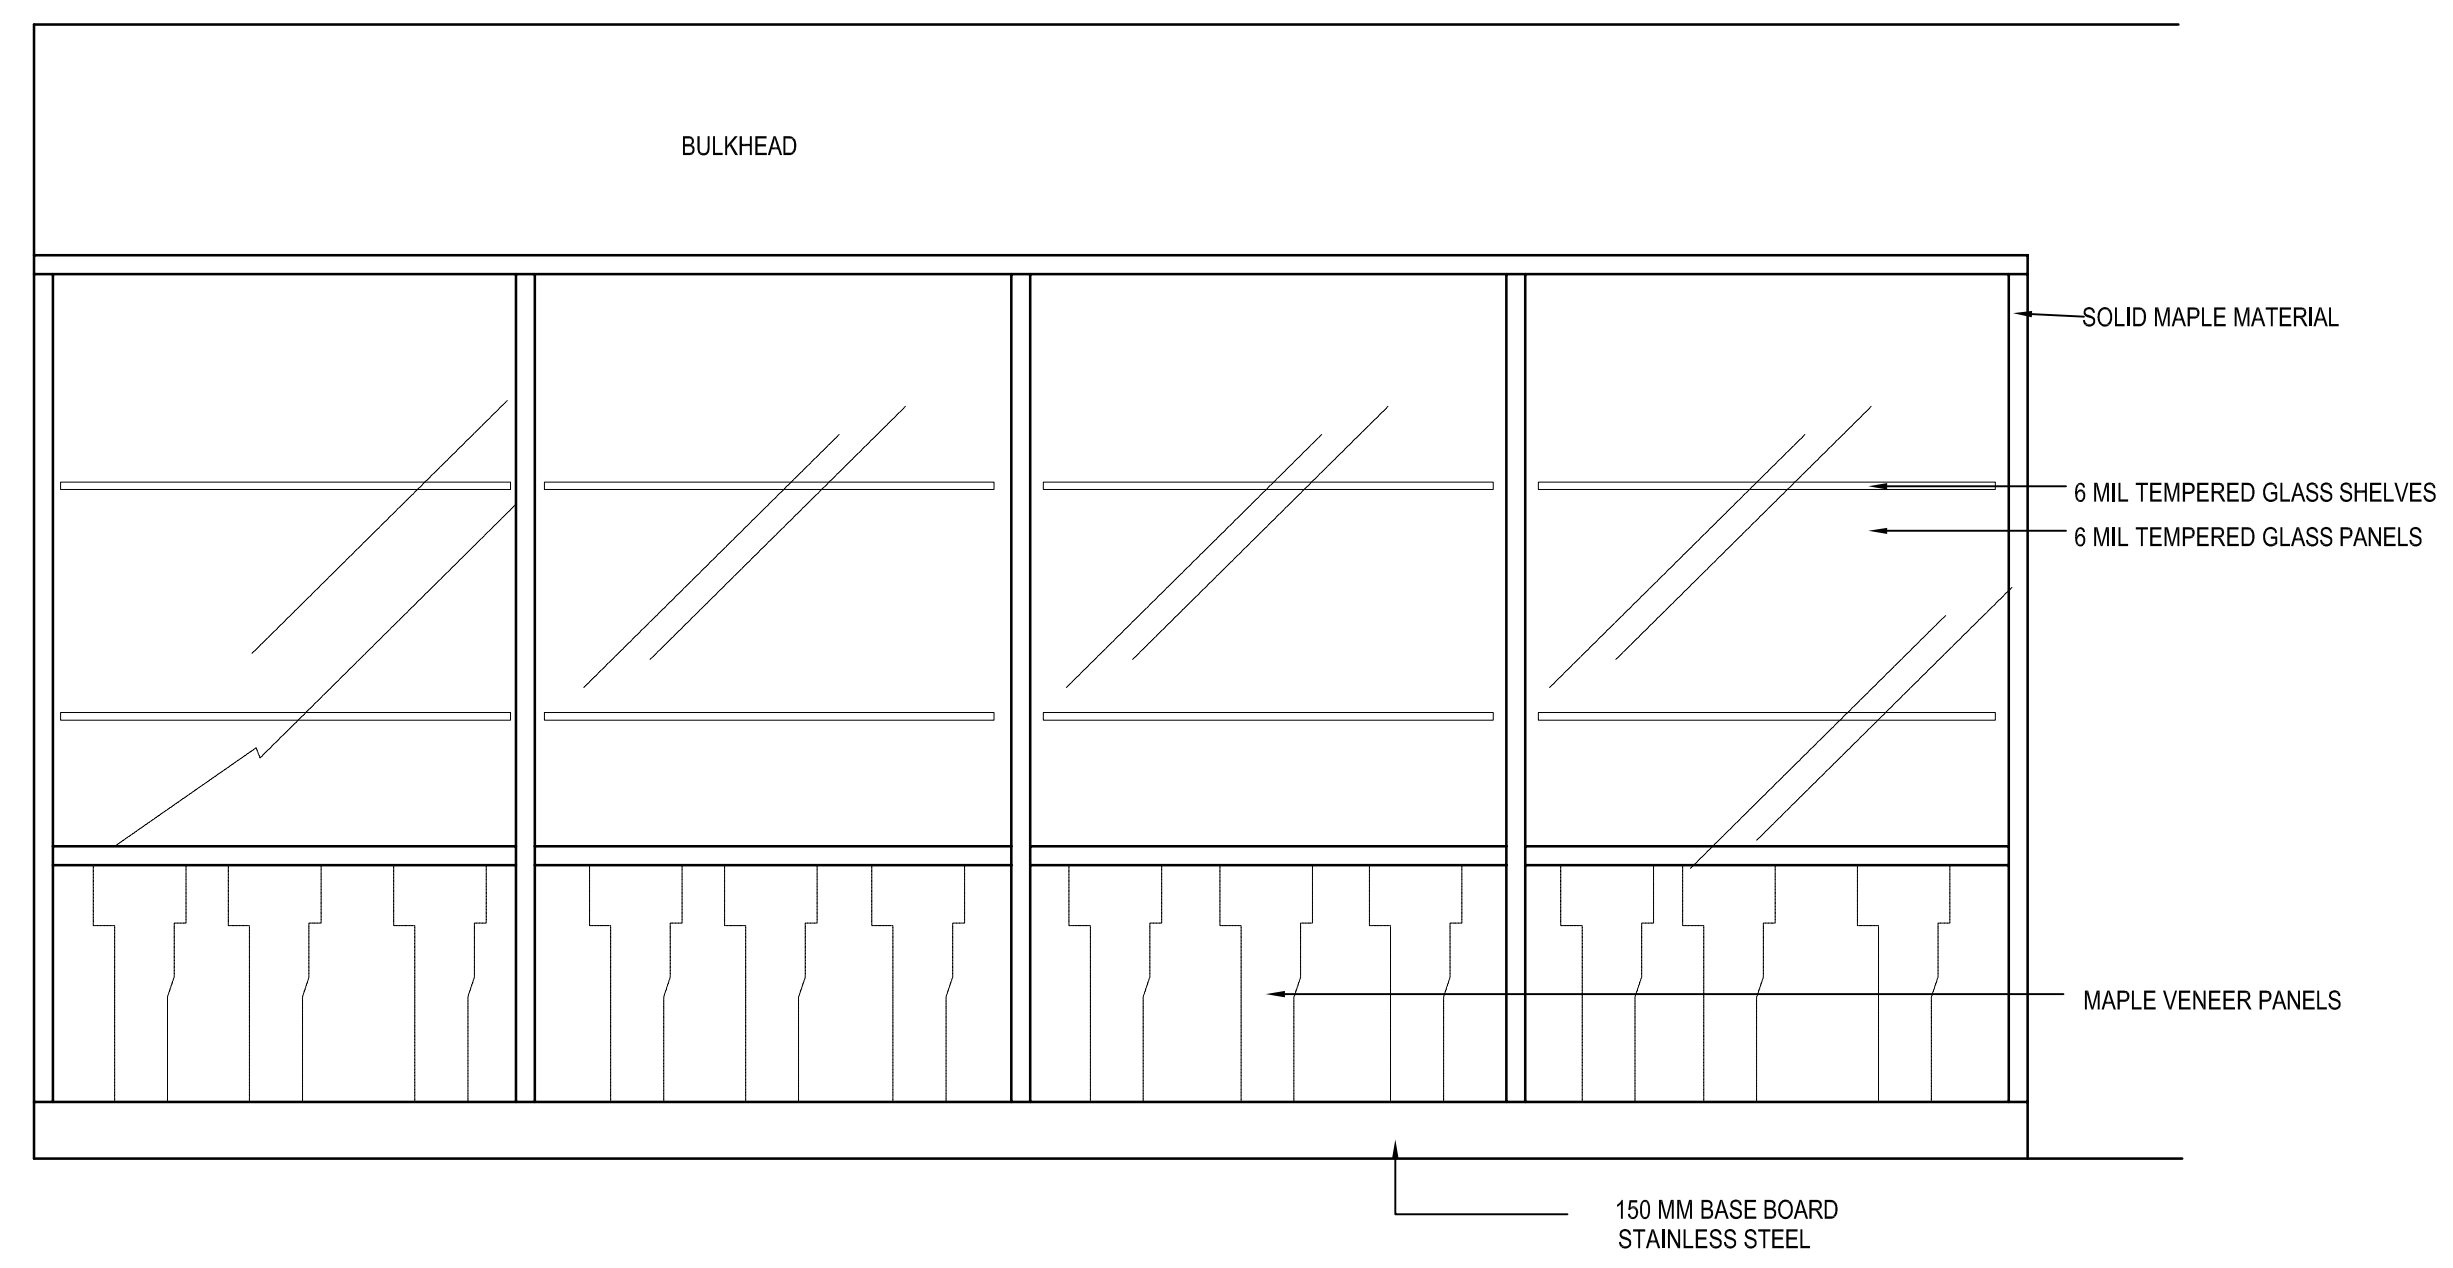 BULKHEAD
SOLID MAPLE MATERIAL
6 MIL TEMPERED GLASS SHELVES
6 MIL TEMPERED GLASS PANELS
MAPLE VENEER PANELS
150 MM BASE BOARD
STAINLESS STEEL